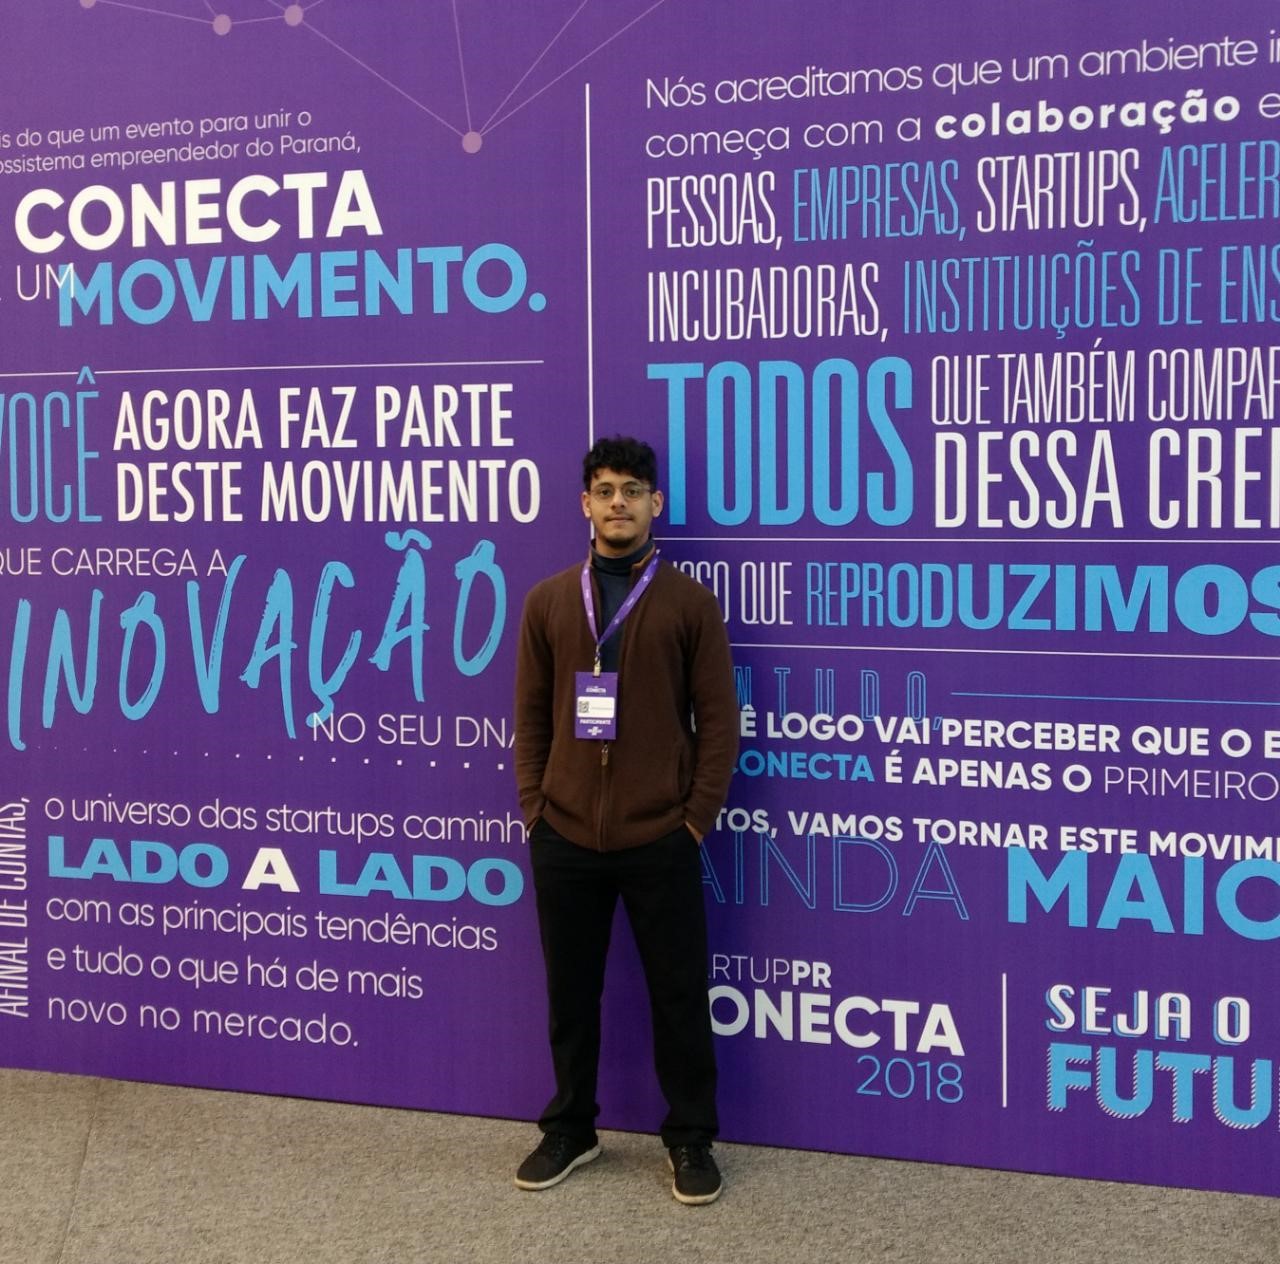 is do que um evento para unir o
ossistema empreendedor do Paraná,
CONECTA
UM MOVIMENTO.
VOCÊ AGORA FAZ PARTE
DESTE MOVIMENTO
QUE CARREGA A
INOVAÇÃO
NO SEU DNA
AFINAL DE CONTAS,
o universo das startups caminh
LADO A LADO
com as principais tendências
e tudo o que há de mais
novo no mercado.
Nós acreditamos que um ambiente i
começa com a colaboração e
PESSOAS, EMPRESAS, STARTUPS, ACELER
INCUBADORAS, INSTITUIÇÕES DE ENS
TODOS QUE TAMBÉM COMPAR
DESSA CRE
QUE REPRODUZIMOS
NTUDO,
Ê LOGO VAI PERCEBER QUE O E
CONECTA É APENAS O PRIMEIRO
TOS, VAMOS TORNAR ESTE MOVIM
AINDA MAIO
RTUPPR
CONECTA
2018
SEJA O
FUTU
CONECTA
PARTICIPANTE